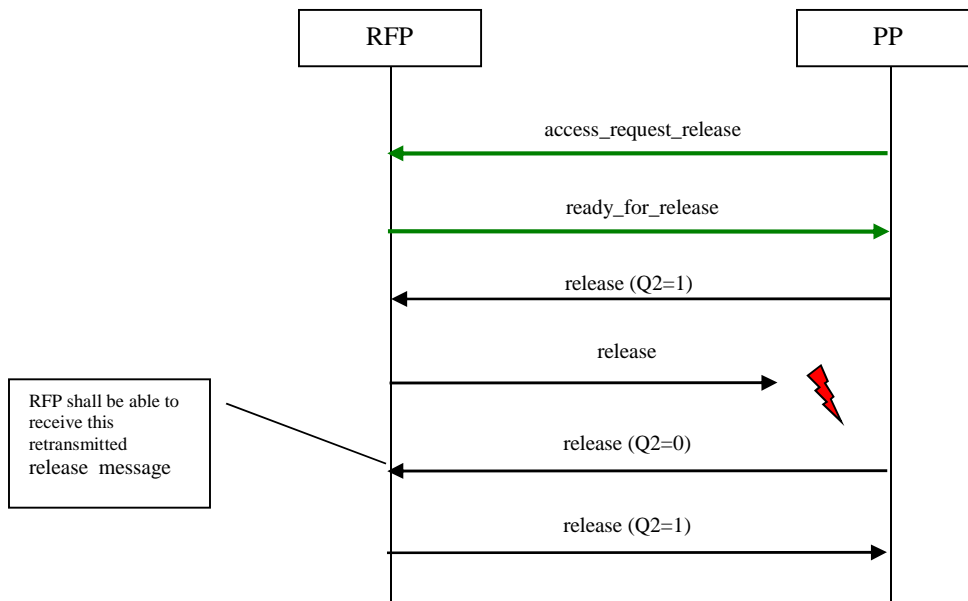 RFP
PP
access_request_release
ready_for_release
release (Q2=1)
release
RFP shall be able to
receive this
retransmitted
release message
release (Q2=0)
release (Q2=1)